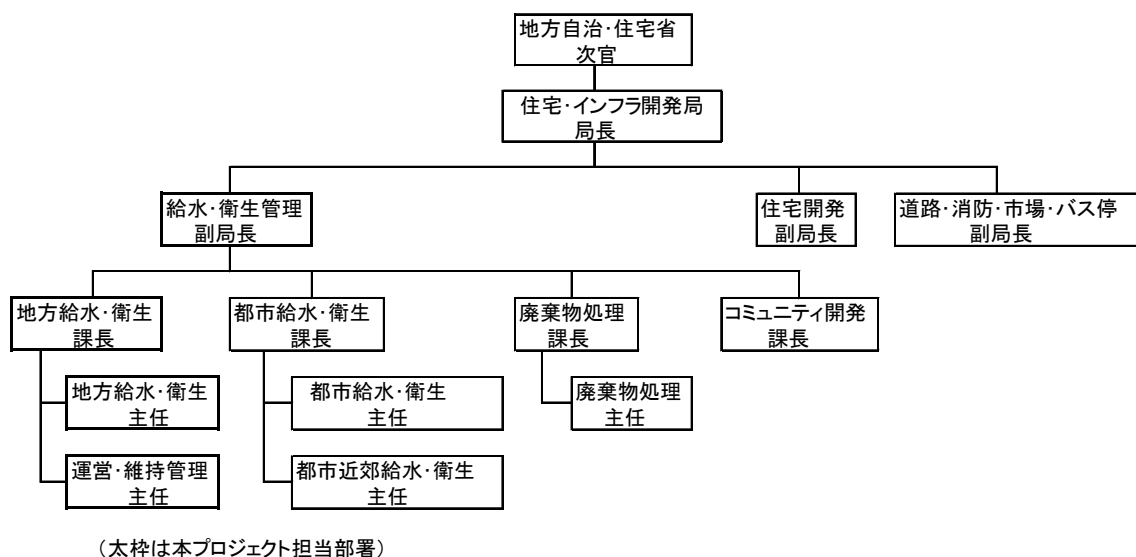 地方自治・住宅省
次官
住宅・インフラ開発局
局長
給水・衛生管理
副局長
住宅開発
副局長
道路・消防・市場・バス停
副局長
地方給水・衛生
課長
都市給水・衛生
課長
廃棄物処理
課長
コミュニティ開発
課長
地方給水・衛生
主任
都市給水・衛生
主任
廃棄物処理
主任
運営・維持管理
主任
都市近郊給水・衛生
主任
（太枠は本プロジェクト担当部署）